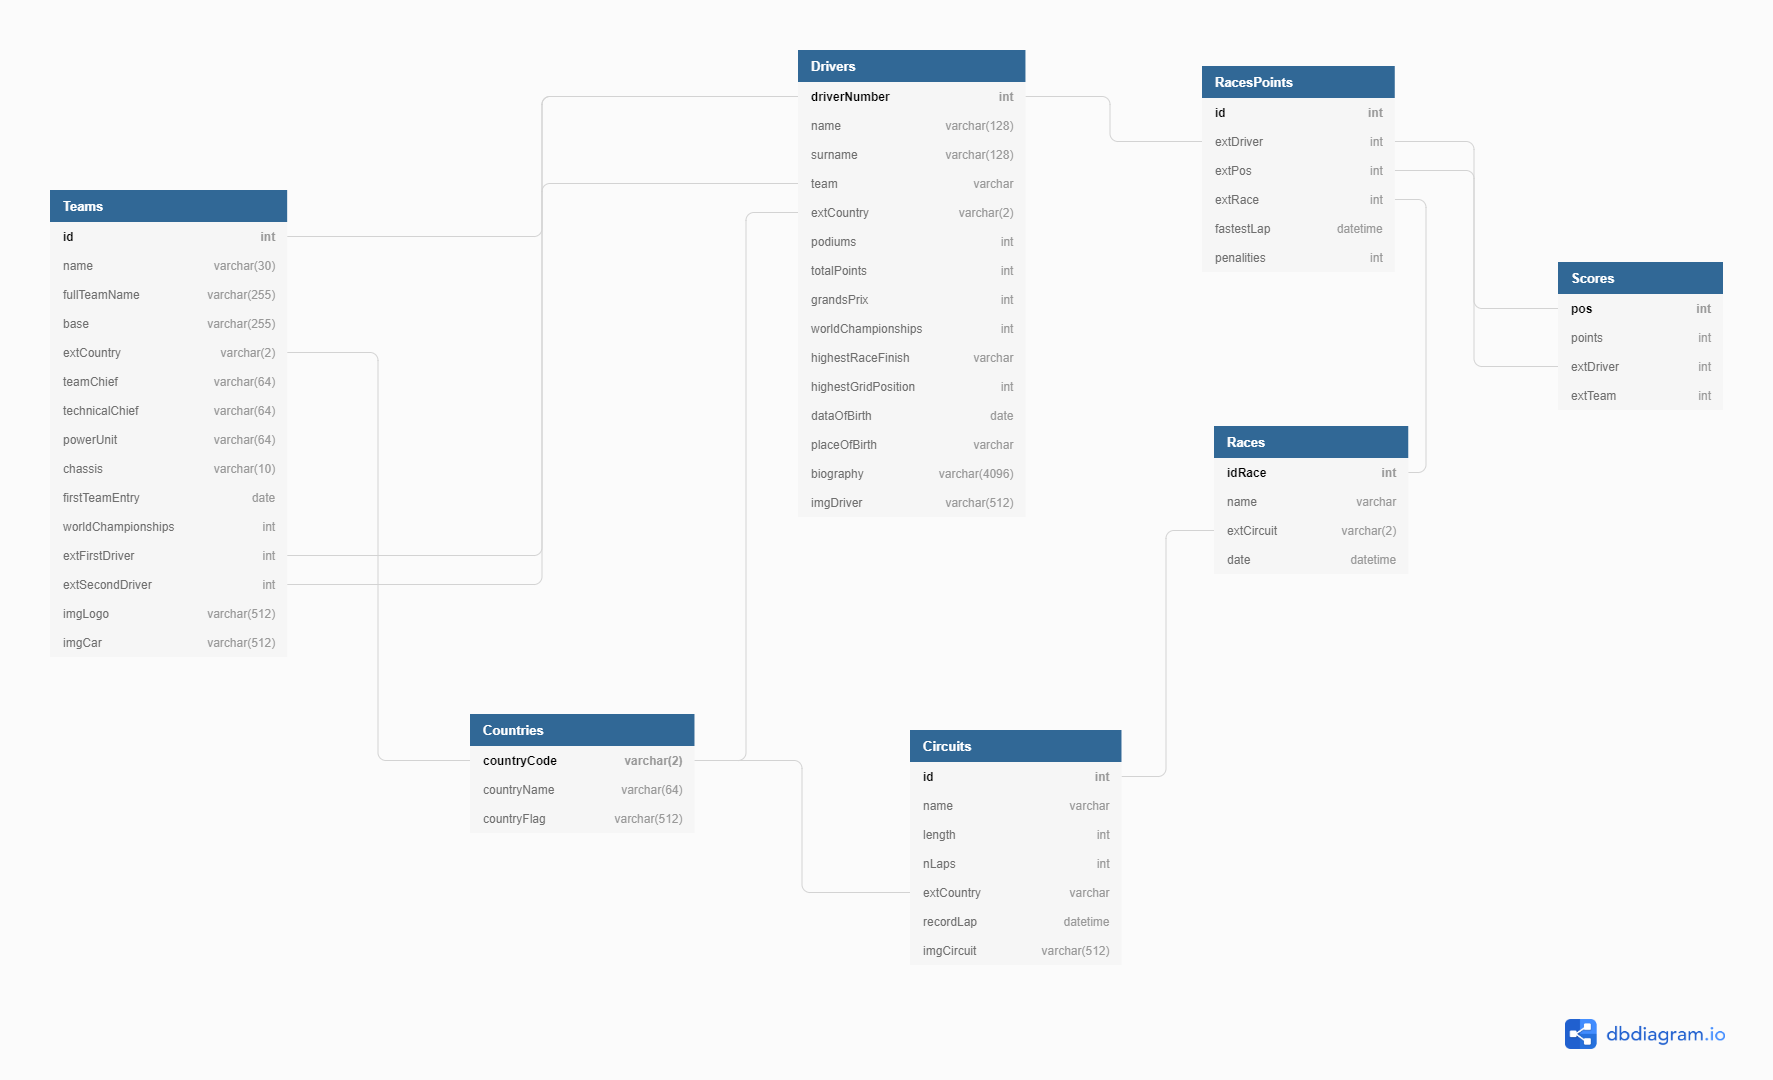 Teams
id int
name varchar(30)
fullTeamName varchar(255)
base varchar(255)
extCountry varchar(2)
teamChief varchar(64)
technicalChief varchar(64)
powerUnit varchar(64)
chassis varchar(10)
firstTeamEntry date
worldChampionships int
extFirstDriver int
extSecondDriver int
imgLogo varchar(512)
imgCar varchar(512)
Drivers
driverNumber int
name varchar(128)
surname varchar(128)
team varchar
extCountry varchar(2)
podiums int
totalPoints int
grandsPrix int
worldChampionships int
highestRaceFinish varchar
highestGridPosition int
dataOfBirth date
placeOfBirth varchar
biography varchar(4096)
imgDriver varchar(512)
RacesPoints
id int
extDriver int
extPos int
extRace int
fastestLap datetime
penalities int
Scores
pos int
points int
extDriver int
extTeam int
Races
idRace int
name varchar
extCircuit varchar(2)
date datetime
Countries
countryCode varchar(2)
countryName varchar(64)
countryFlag varchar(512)
Circuits
id int
name varchar
length int
nLaps int
extCountry varchar
recordLap datetime
imgCircuit varchar(512)
dbdiagram.io